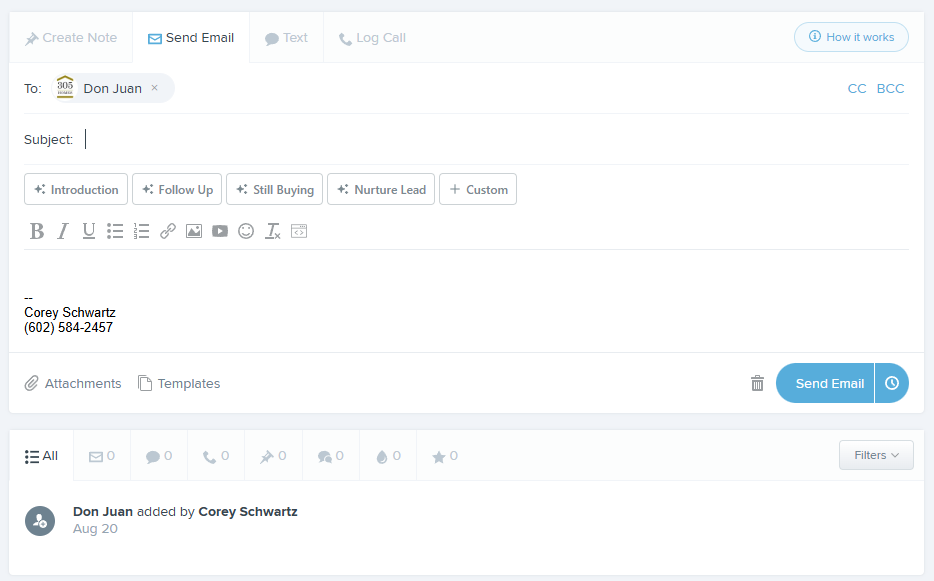 Create Note Send Email Text Log Call How it works
To: 305 Don Juan × CC BCC
Subject:
Introduction Follow Up Still Buying Nurture Lead + Custom
B I U Tx
--
Corey Schwartz
(602) 584-2457
Attachments Templates Send Email
All 0 0 0 0 0 0 0 Filters
Don Juan added by Corey Schwartz
Aug 20